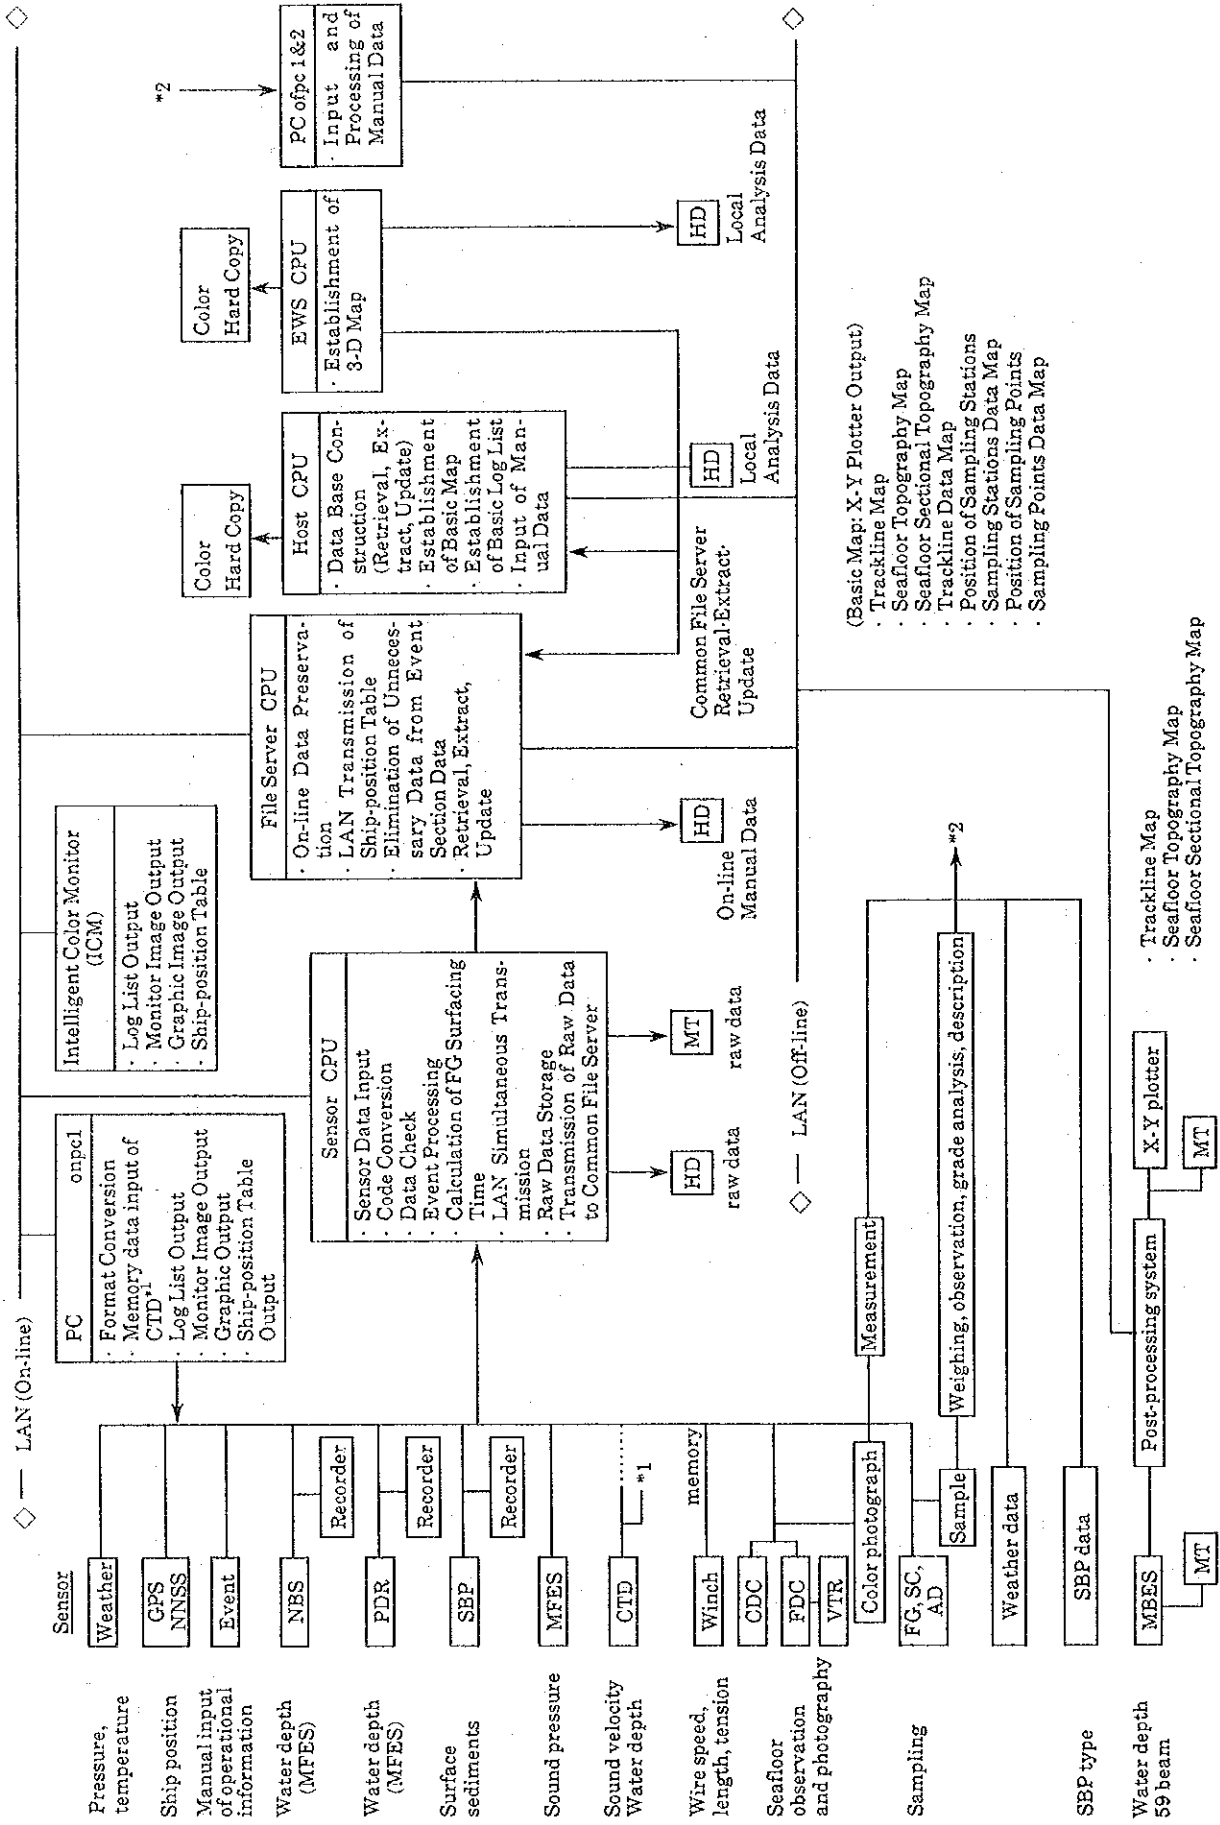 LAN (On-line)
Sensor
Pressure,
temperature
Weather
Ship position
GPS
NNSS
Manual input
of operational
information
Event
Water depth
(MFES)
NBS
Recorder
Water depth
(MFES)
PDR
Recorder
Surface
sediments
SBP
Recorder
Sound pressure
MFES
Sound velocity
Water depth
CTD
*1
Wire speed,
length, tension
Winch
memory
Seafloor
observation
and photography
CDC
FDC
VTR
Color photograph
Measurement
Sampling
FG, SC,
AD
Sample
Weighing, observation, grade analysis, description
*2
Weather data
SBP type
SBP data
Water depth
59 beam
MBES
MT
Post-processing system
X-Y plotter
MT
· Trackline Map
· Seafloor Topography Map
· Seafloor Sectional Topography Map
PC onpc1
· Format Conversion
· Memory data input of
CTD*1
· Log List Output
· Monitor Image Output
· Graphic Output
· Ship-position Table
Output
Intelligent Color Monitor
(ICM)
· Log List Output
· Monitor Image Output
· Graphic Image Output
· Ship-position Table
Sensor CPU
· Sensor Data Input
· Code Conversion
· Data Check
· Event Processing
· Calculation of FG Surfacing
Time
· LAN Simultaneous Trans-
mission
· Raw Data Storage
· Transmission of Raw Data
to Common File Server
HD
raw data
MT
raw data
File Server CPU
· On-line Data Preserva-
tion
· LAN Transmission of
Ship-position Table
· Elimination of Unneces-
sary Data from Event
Section Data
· Retrieval, Extract,
Update
HD
On-line
Manual Data
Color
Hard Copy
Host CPU
· Data Base Con-
struction
(Retrieval, Ex-
tract, Update)
· Establishment
of Basic Map
· Establishment
of Basic Log List
· Input of Man-
ual Data
HD
Local
Analysis Data
Common File Server
Retrieval·Extract·
Update
Color
Hard Copy
EWS CPU
· Establishment of
3-D Map
HD
Local
Analysis Data
*2
PC ofpc 1&2
· Input and
Processing of
Manual Data
LAN (Off-line)
(Basic Map: X-Y Plotter Output)
· Trackline Map
· Seafloor Topography Map
· Seafloor Sectional Topography Map
· Trackline Data Map
· Position of Sampling Stations
· Sampling Stations Data Map
· Position of Sampling Points
· Sampling Points Data Map